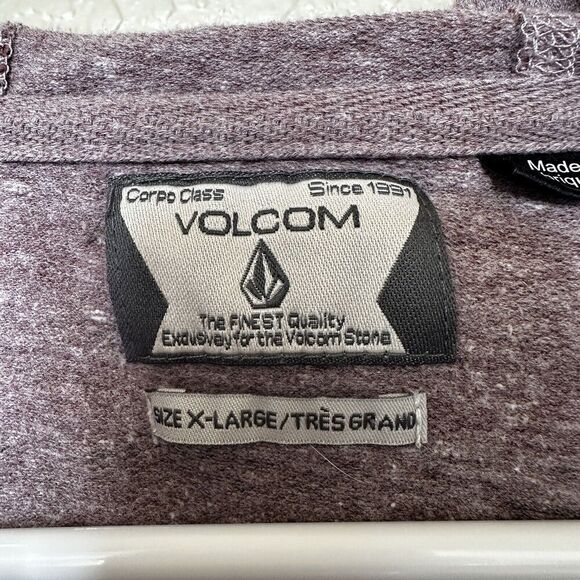 Corpo Class Since 1991
VOLCOM
The FINEST Quality
Exclusively for the Volcom Stone
SIZE X-LARGE/TRÈS GRAND
Made